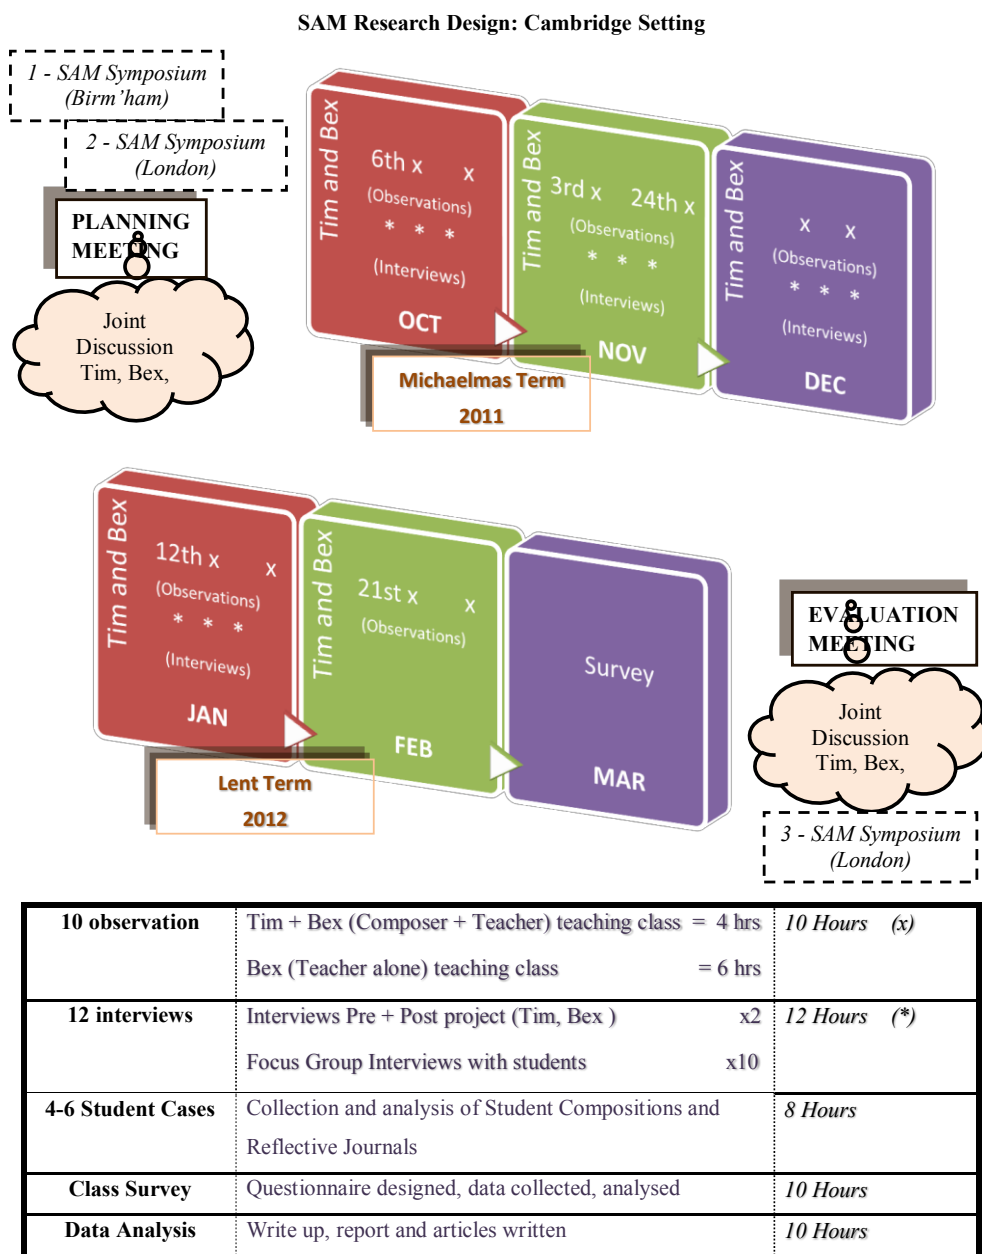 SAM Research Design: Cambridge Setting
1 - SAM Symposium
(Birm'ham)
2 - SAM Symposium
(London)
PLANNING
MEETING
Joint
Discussion
Tim, Bex,
Tim and Bex
6th x x
(Observations)
* * *
(Interviews)
OCT
Tim and Bex
3rd x 24th x
(Observations)
* * *
(Interviews)
NOV
Tim and Bex
x x
(Observations)
* * *
(Interviews)
DEC
Michaelmas Term
2011
Tim and Bex
12th x x
(Observations)
* * *
(Interviews)
JAN
Tim and Bex
21st x x
(Observations)
FEB
Survey
MAR
Lent Term
2012
EVALUATION
MEETING
Joint
Discussion
Tim, Bex,
3 - SAM Symposium
(London)
10 observation Tim + Bex (Composer + Teacher) teaching class = 4 hrs 10 Hours (x)
Bex (Teacher alone) teaching class = 6 hrs
12 interviews Interviews Pre + Post project (Tim, Bex ) x2 12 Hours (*)
Focus Group Interviews with students x10
4-6 Student Cases Collection and analysis of Student Compositions and 8 Hours
Reflective Journals
Class Survey Questionnaire designed, data collected, analysed 10 Hours
Data Analysis Write up, report and articles written 10 Hours